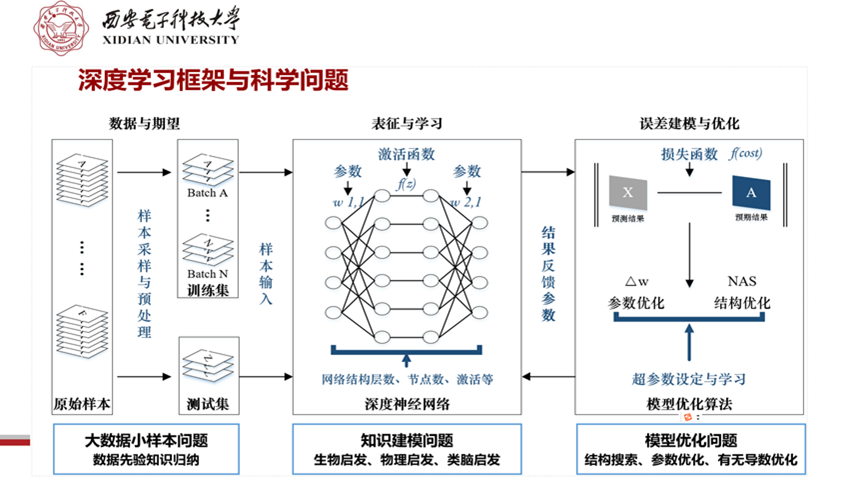 西安电子科技大学
XIDIAN UNIVERSITY
深度学习框架与科学问题
数据与期望
表征与学习
误差建模与优化
A
Batch A
N
Batch N
训练集
样本采样与预处理
样本输入
原始样本
测试集
激活函数
f(z)
参数
w 1,1
参数
w 2,1
网络结构层数、节点数、激活等
深度神经网络
结果反馈参数
损失函数 f(cost)
X
预测结果
A
预期结果
△w
参数优化
NAS
结构优化
超参数设定与学习
模型优化算法
大数据小样本问题
数据先验知识归纳
知识建模问题
生物启发、物理启发、类脑启发
模型优化问题
结构搜索、参数优化、有无导数优化